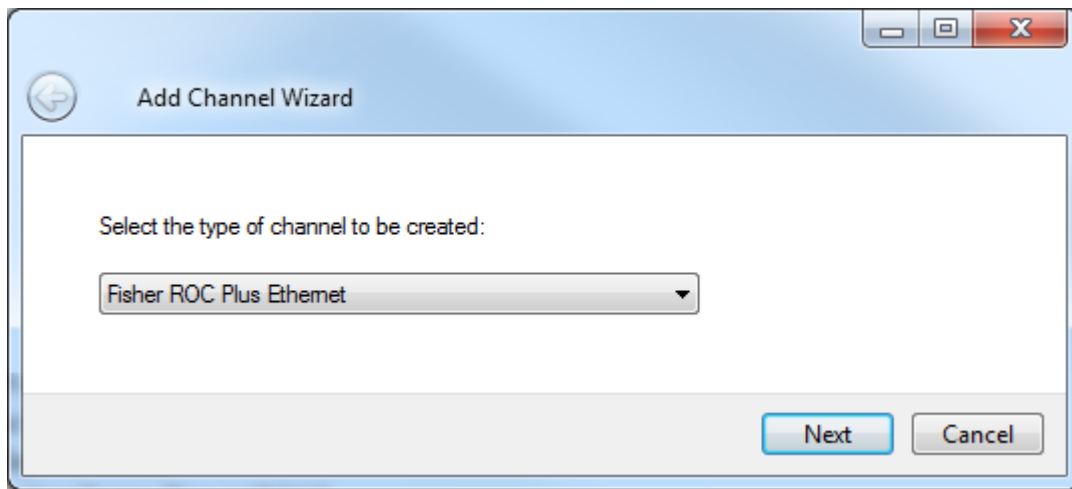 Add Channel Wizard
Select the type of channel to be created:
Fisher ROC Plus Ethernet
Next
Cancel